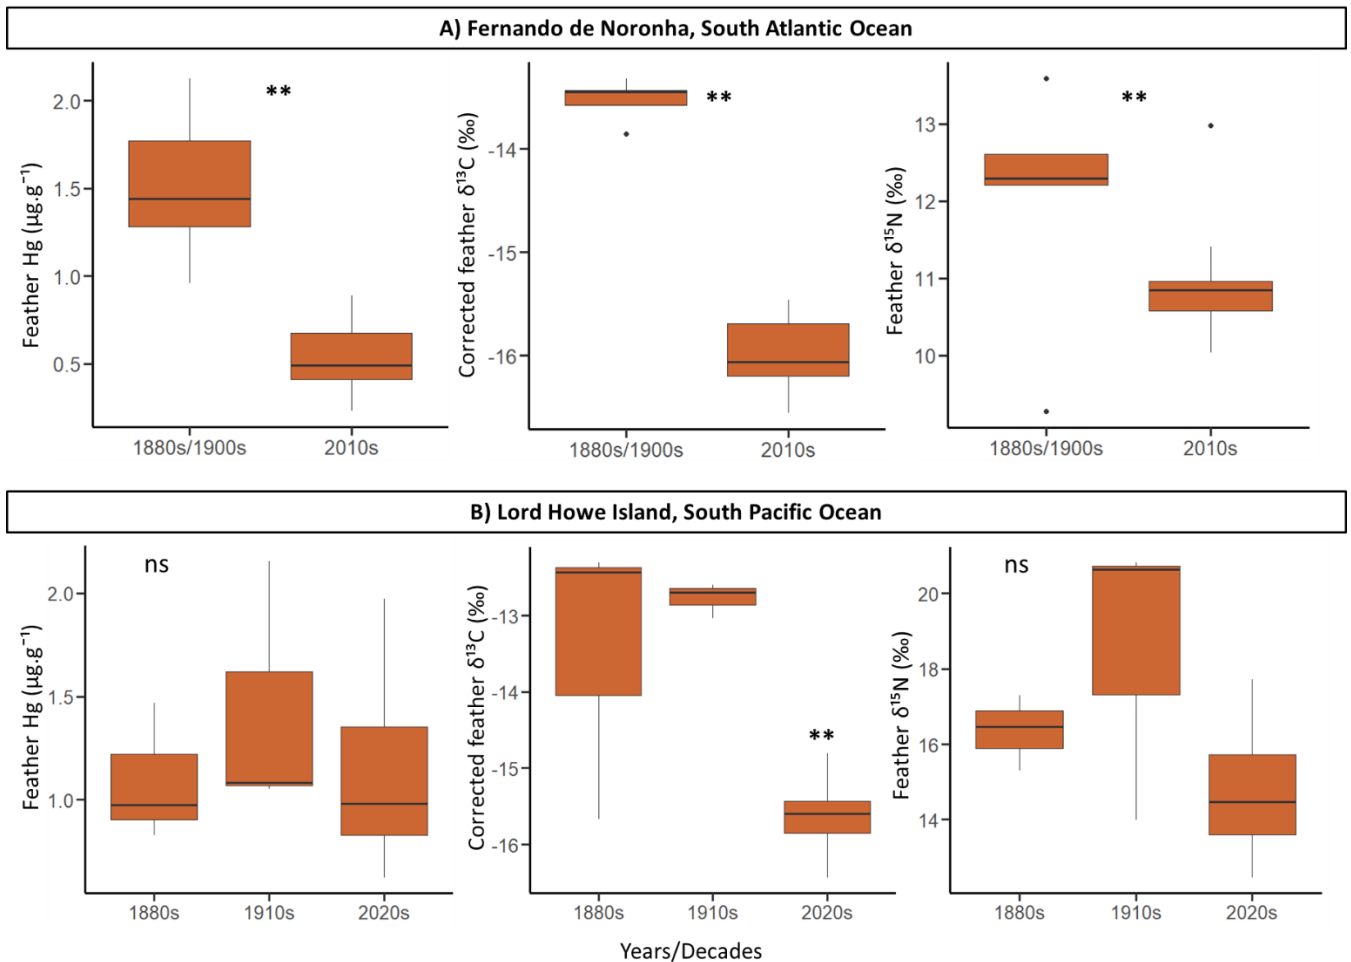 A) Fernando de Noronha, South Atlantic Ocean
Feather Hg (µg.g⁻¹)
2.0
1.5
1.0
0.5
**
1880s/1900s
2010s
Corrected feather δ¹³C (‰)
-14
-15
-16
**
1880s/1900s
2010s
Feather δ¹⁵N (‰)
13
12
11
10
**
1880s/1900s
2010s
B) Lord Howe Island, South Pacific Ocean
Feather Hg (µg.g⁻¹)
2.0
1.5
1.0
ns
1880s
1910s
2020s
Corrected feather δ¹³C (‰)
-13
-14
-15
-16
**
1880s
1910s
2020s
Feather δ¹⁵N (‰)
20
18
16
14
ns
1880s
1910s
2020s
Years/Decades